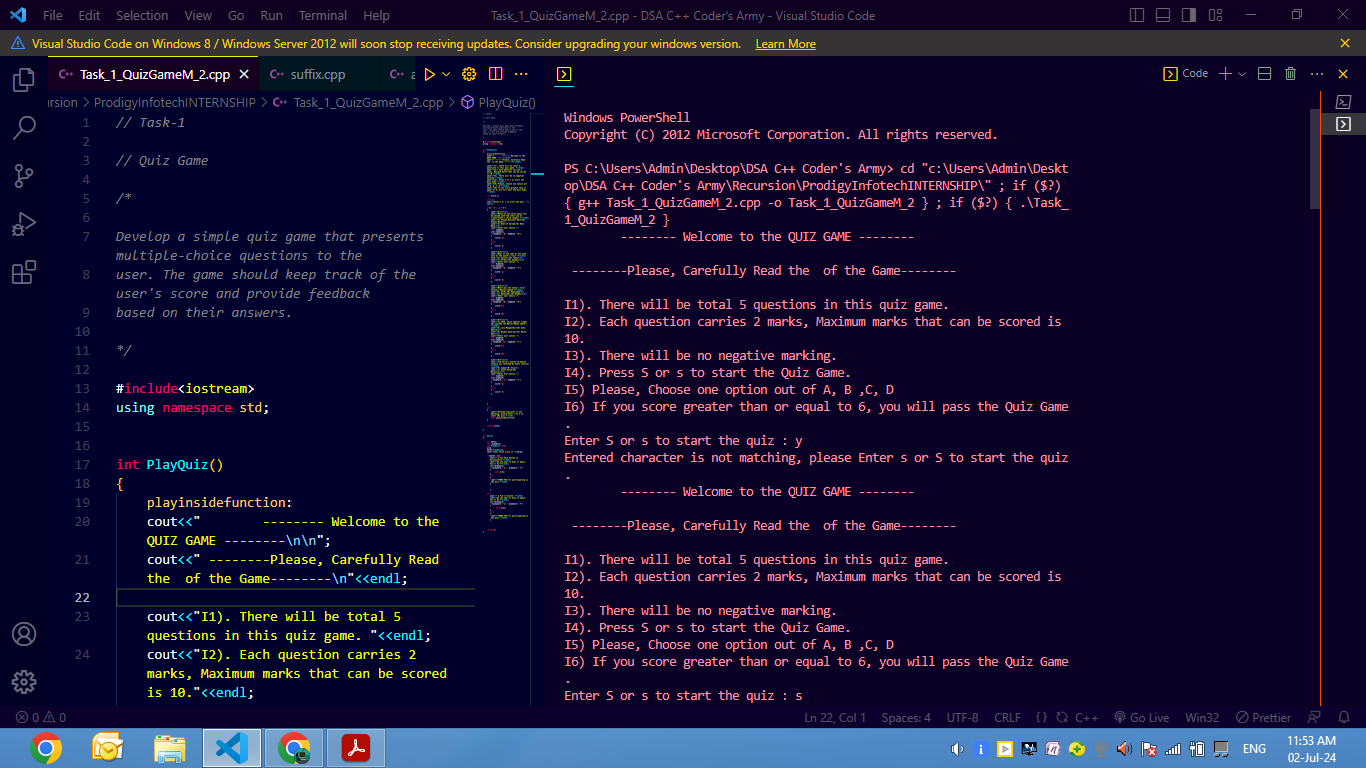 File Edit Selection View Go Run Terminal Help
Task_1_QuizGameM_2.cpp - DSA C++ Coder's Army - Visual Studio Code
Visual Studio Code on Windows 8 / Windows Server 2012 will soon stop receiving updates. Consider upgrading your windows version. Learn More
Task_1_QuizGameM_2.cpp
suffix.cpp
ursion > ProdigyInfotechINTERNSHIP > Task_1_QuizGameM_2.cpp > PlayQuiz()
1 // Task-1
2
3 // Quiz Game
4
5 /*
6
7 Develop a simple quiz game that presents
multiple-choice questions to the
8 user. The game should keep track of the
user's score and provide feedback
9 based on their answers.
10
11 */
12
13 #include<iostream>
14 using namespace std;
15
16
17 int PlayQuiz()
18 {
19 playinsidefunction:
20 cout<<" -------- Welcome to the
QUIZ GAME --------\n\n";
21 cout<<" --------Please, Carefully Read
the  of the Game--------\n"<<endl;
22
23 cout<<"I1). There will be total 5
questions in this quiz game. "<<endl;
24 cout<<"I2). Each question carries 2
marks, Maximum marks that can be scored
is 10."<<endl;
Code
Windows PowerShell
Copyright (C) 2012 Microsoft Corporation. All rights reserved.
PS C:\Users\Admin\Desktop\DSA C++ Coder's Army> cd "c:\Users\Admin\Deskt
op\DSA C++ Coder's Army\Recursion\ProdigyInfotechINTERNSHIP\" ; if ($?)
{ g++ Task_1_QuizGameM_2.cpp -o Task_1_QuizGameM_2 } ; if ($?) { .\Task_
1_QuizGameM_2 }
-------- Welcome to the QUIZ GAME --------
--------Please, Carefully Read the  of the Game--------
I1). There will be total 5 questions in this quiz game.
I2). Each question carries 2 marks, Maximum marks that can be scored is
10.
I3). There will be no negative marking.
I4). Press S or s to start the Quiz Game.
I5) Please, Choose one option out of A, B ,C, D
I6) If you score greater than or equal to 6, you will pass the Quiz Game
.
Enter S or s to start the quiz : y
Entered character is not matching, please Enter s or S to start the quiz
.
-------- Welcome to the QUIZ GAME --------
--------Please, Carefully Read the  of the Game--------
I1). There will be total 5 questions in this quiz game.
I2). Each question carries 2 marks, Maximum marks that can be scored is
10.
I3). There will be no negative marking.
I4). Press S or s to start the Quiz Game.
I5) Please, Choose one option out of A, B ,C, D
I6) If you score greater than or equal to 6, you will pass the Quiz Game
.
Enter S or s to start the quiz : s
0 0
Ln 22, Col 1 Spaces: 4 UTF-8 CRLF {} C++ Go Live Win32 Prettier
ENG
11:53 AM
02-Jul-24